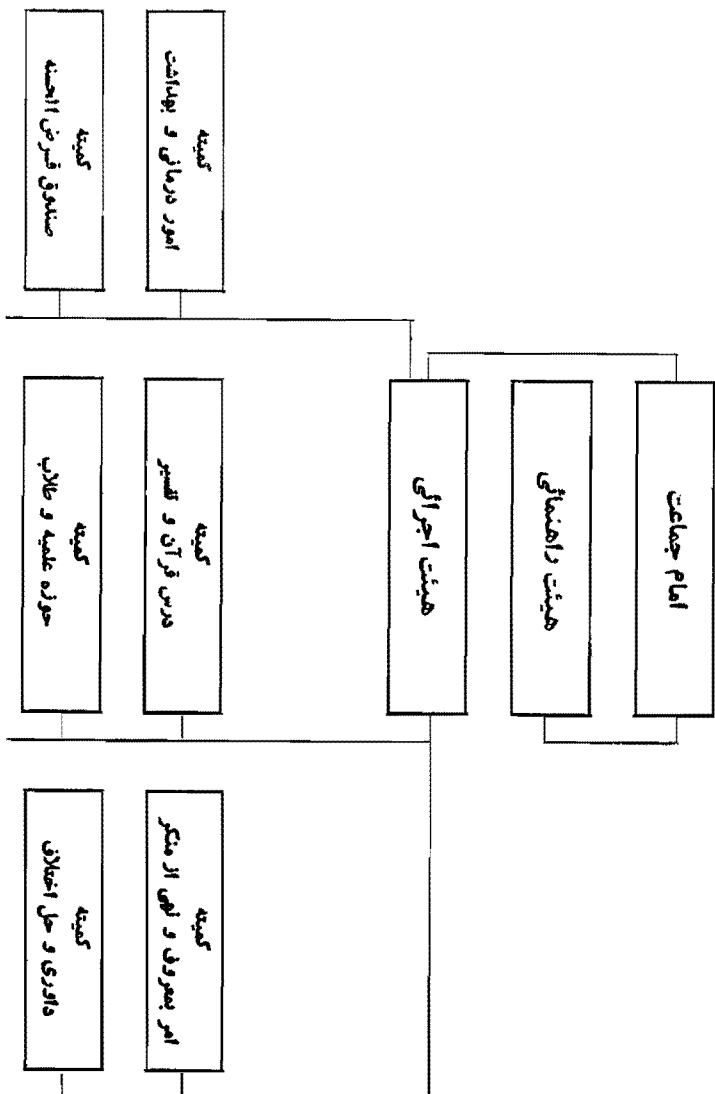 امام جماعت
هیئت راهنمائی
هیئت اجرائی
کمیته
امور درمانی و بهداشت
کمیته
صندوق قرض الحسنه
کمیته
درس قرآن و تفسیر
کمیته
حوزه علمیه و طلاب
کمیته
امر بمعروف و نهی از منکر
کمیته
داوری و حل اختلاف